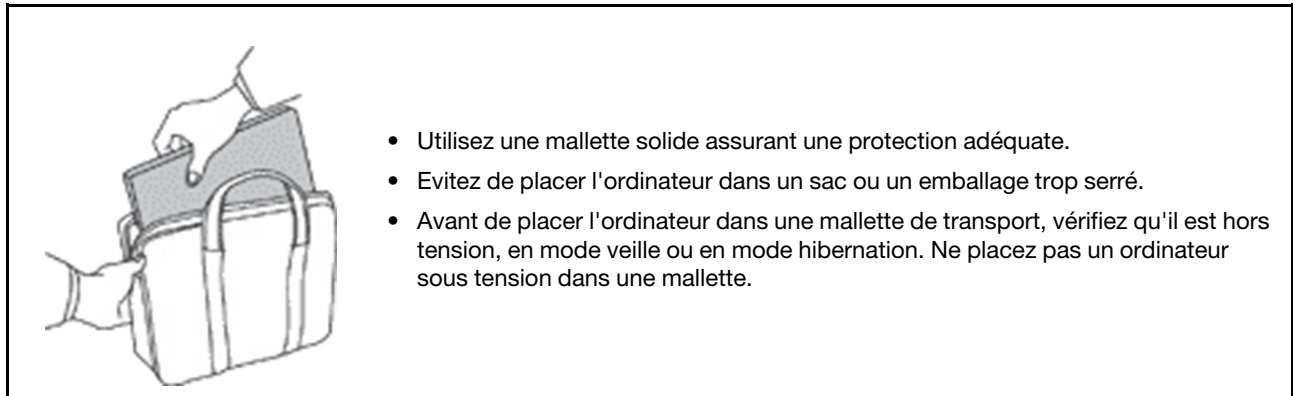 • Utilisez une mallette solide assurant une protection adéquate.
• Evitez de placer l'ordinateur dans un sac ou un emballage trop serré.
• Avant de placer l'ordinateur dans une mallette de transport, vérifiez qu'il est hors
tension, en mode veille ou en mode hibernation. Ne placez pas un ordinateur
sous tension dans une mallette.